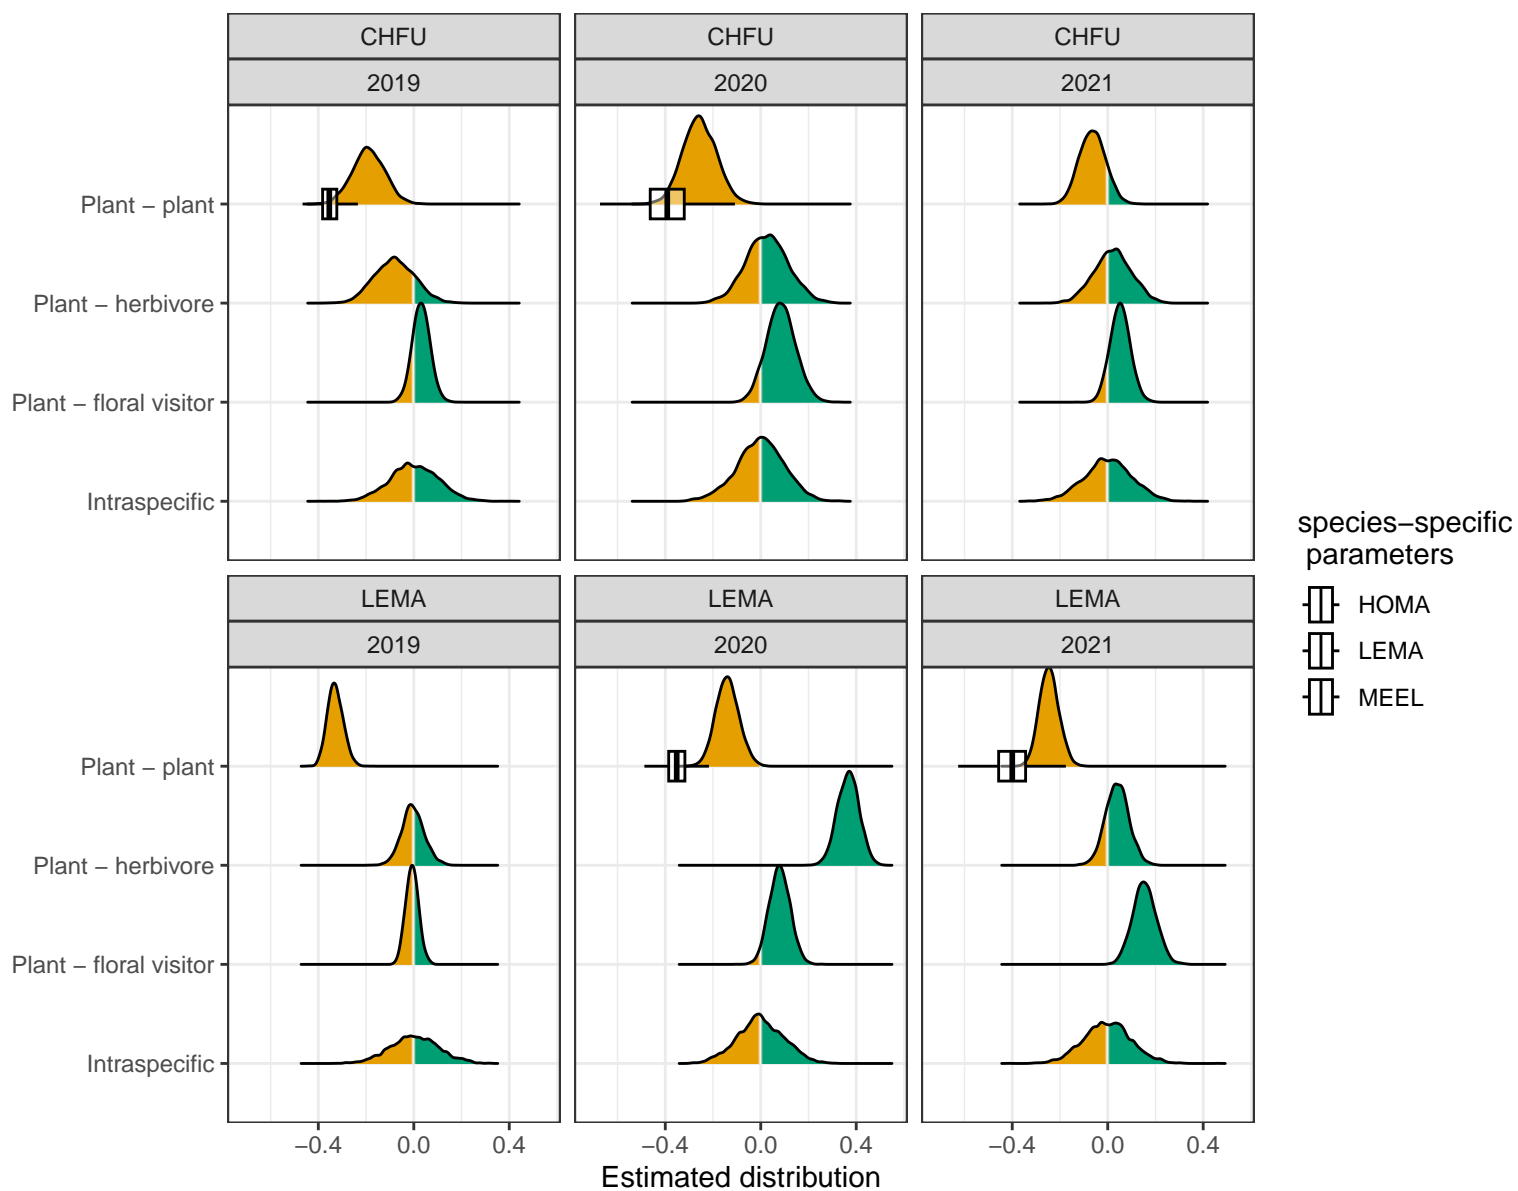 CHFU
CHFU
CHFU
2019
2020
2021
Plant − plant
Plant − herbivore
Plant − floral visitor
Intraspecific
LEMA
LEMA
LEMA
2019
2020
2021
Plant − plant
Plant − herbivore
Plant − floral visitor
Intraspecific
−0.4
0.0
0.4
−0.4
0.0
0.4
−0.4
0.0
0.4
Estimated distribution
species−specific
parameters
HOMA
LEMA
MEEL